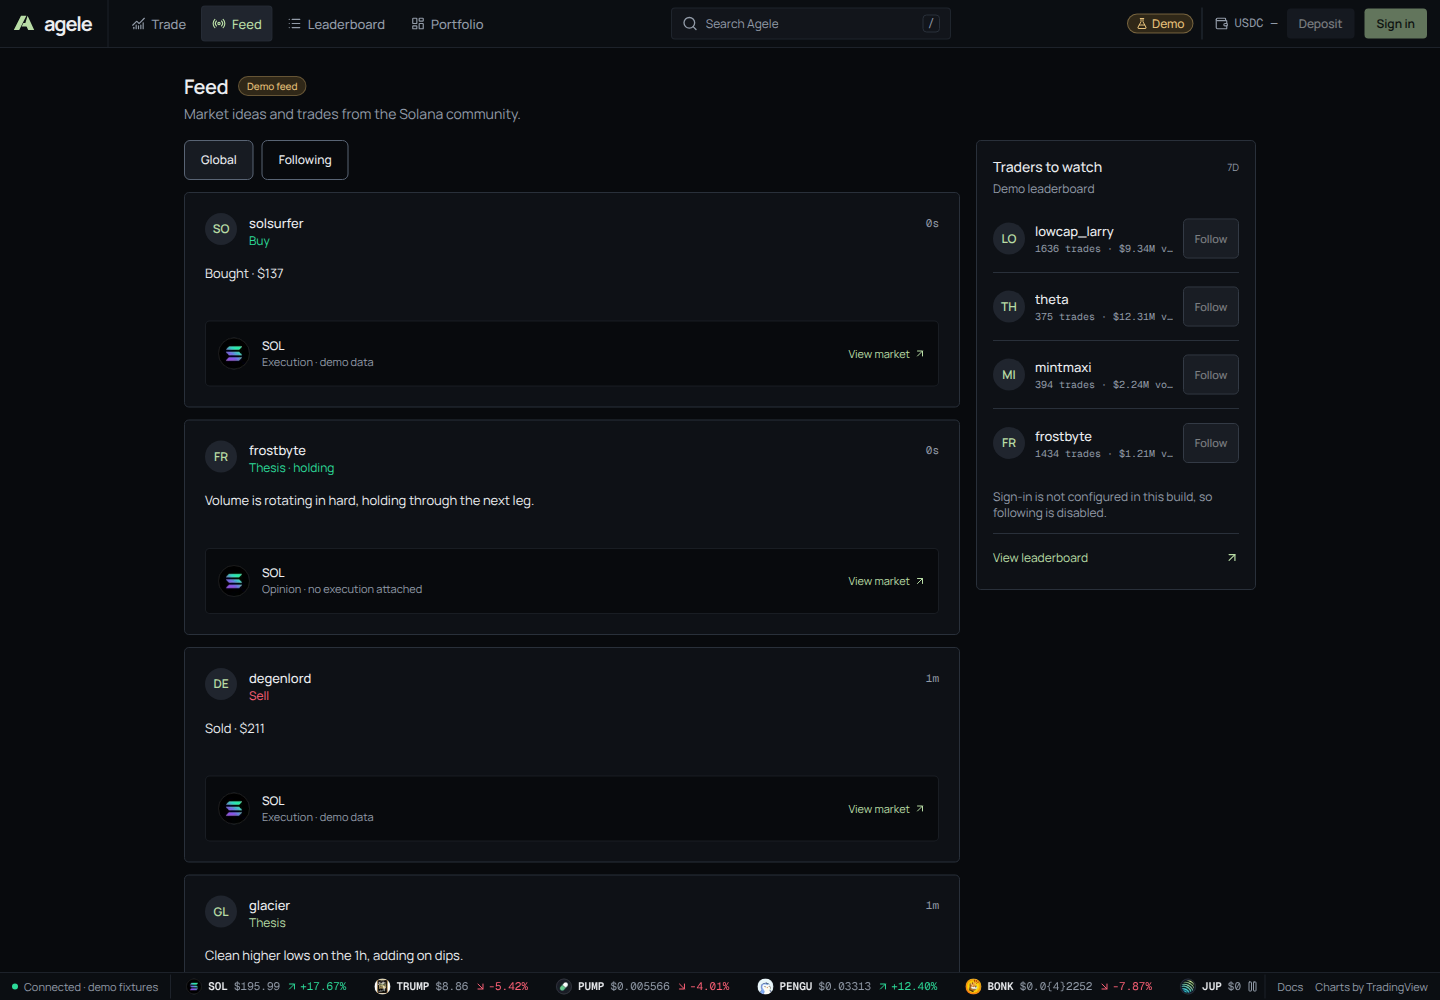 agele
Trade
Feed
Leaderboard
Portfolio
Search Agele
/
Demo
USDC –
Deposit
Sign in
Feed
Demo feed
Market ideas and trades from the Solana community.
Global
Following
SO
solsurfer
Buy
0s
Bought · $137
SOL
Execution · demo data
View market
FR
frostbyte
Thesis · holding
0s
Volume is rotating in hard, holding through the next leg.
SOL
Opinion · no execution attached
View market
DE
degenlord
Sell
1m
Sold · $211
SOL
Execution · demo data
View market
GL
glacier
Thesis
1m
Clean higher lows on the 1h, adding on dips.
Traders to watch
7D
Demo leaderboard
LO
lowcap_larry
1636 trades · $9.34M v…
Follow
TH
theta
375 trades · $12.31M v…
Follow
MI
mintmaxi
394 trades · $2.24M vo…
Follow
FR
frostbyte
1434 trades · $1.21M v…
Follow
Sign-in is not configured in this build, so
following is disabled.
View leaderboard
Connected · demo fixtures
SOL $195.99 +17.67%
TRUMP $8.86 -5.42%
PUMP $0.005566 -4.01%
PENGU $0.03313 +12.40%
BONK $0.0{4}2252 -7.87%
JUP $0
Docs
Charts by TradingView